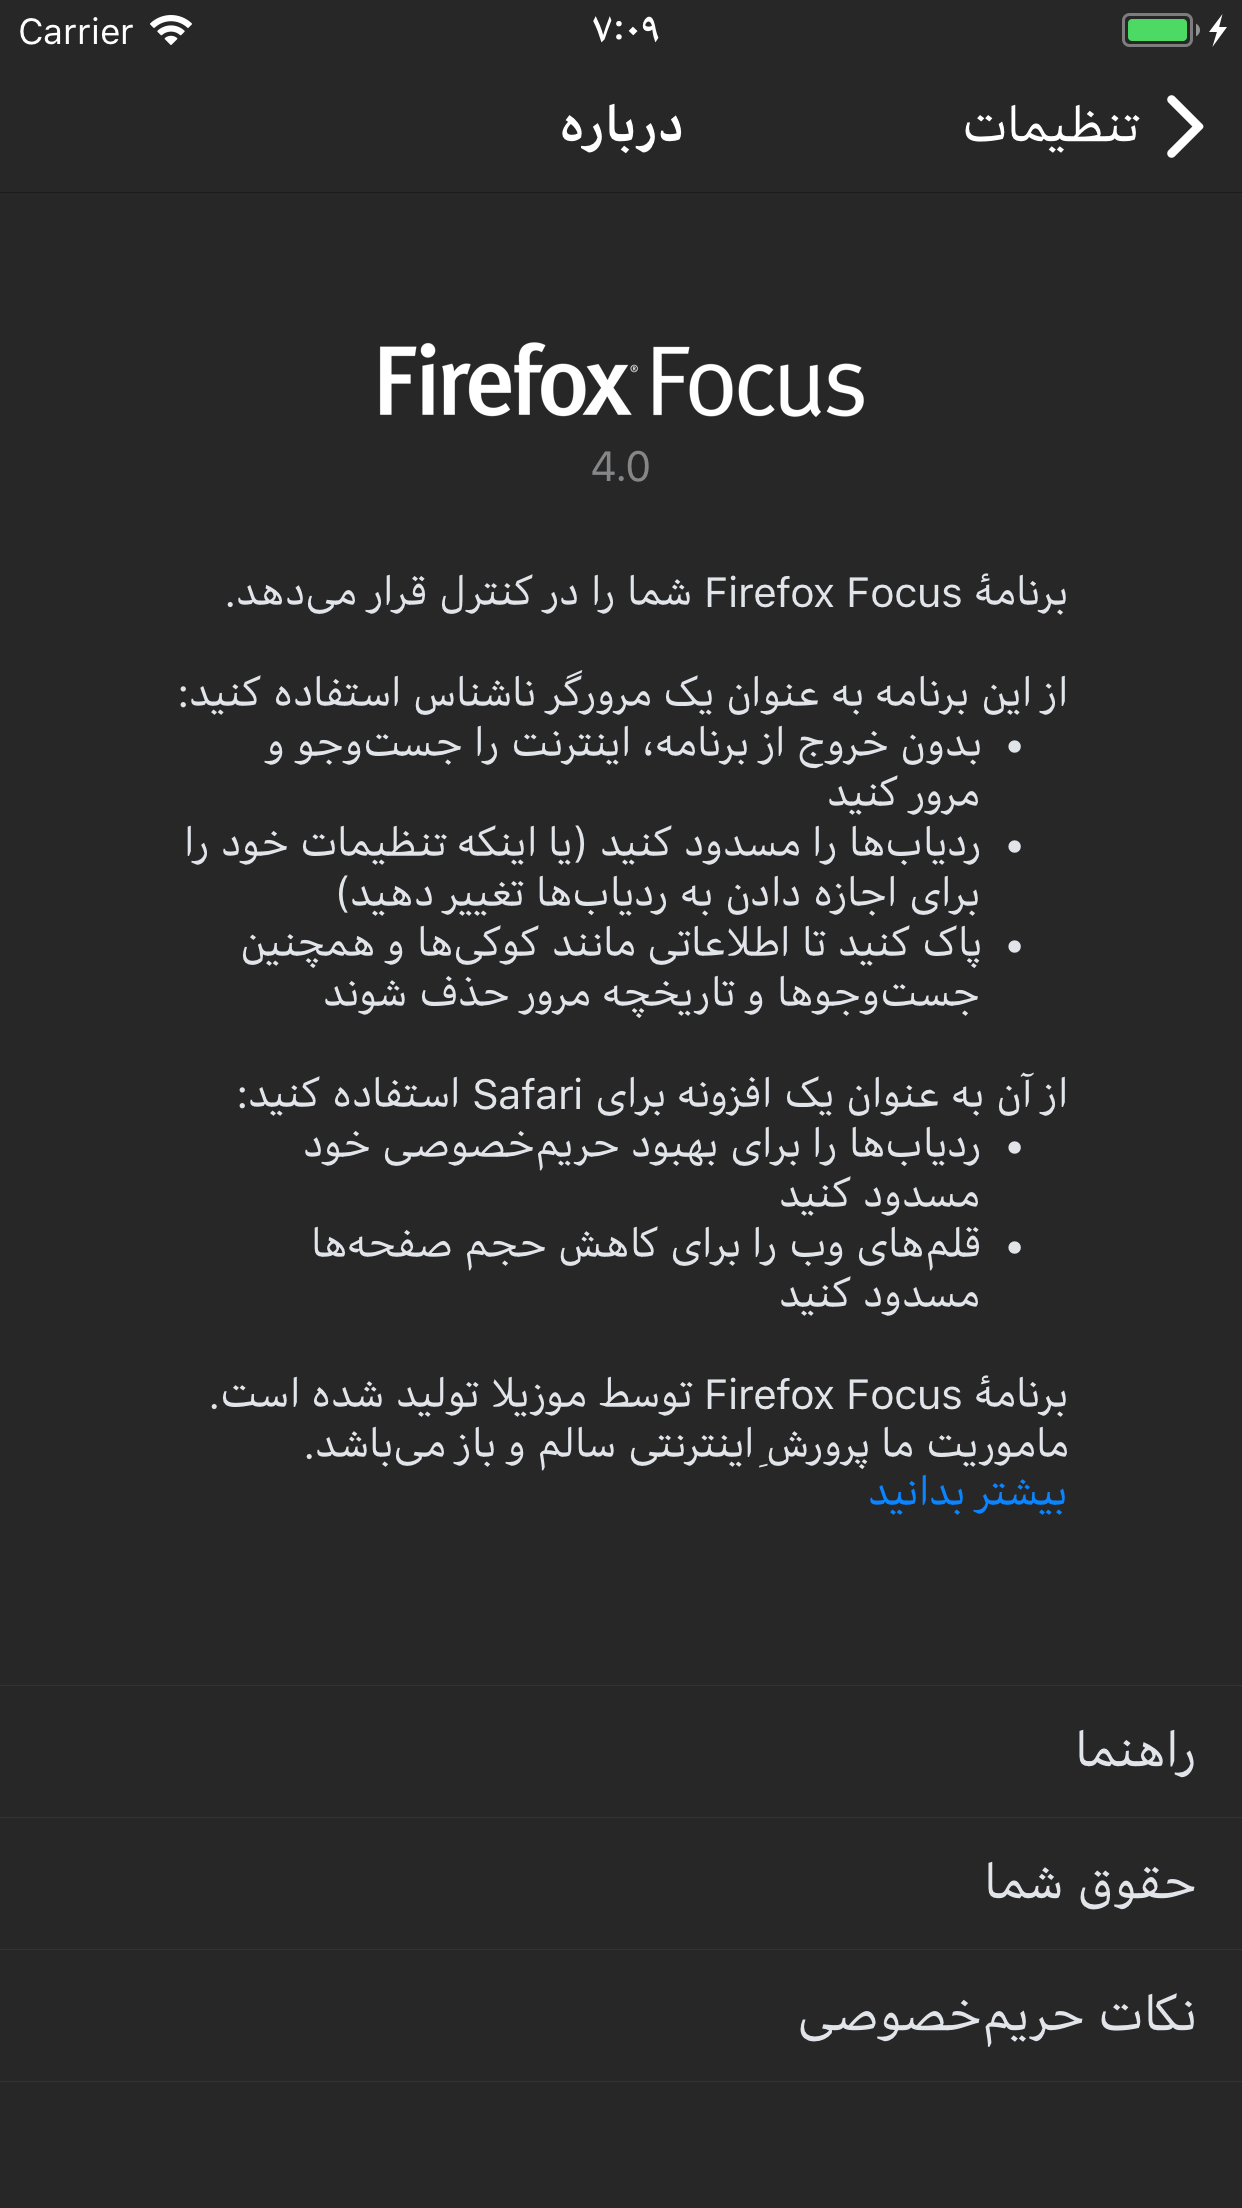 Carrier
۷:۰۹
تنظیمات
درباره
Firefox® Focus
4.0
برنامهٔ Firefox Focus شما را در کنترل قرار می‌دهد.
از این برنامه به عنوان یک مرورگر ناشناس استفاده کنید:
• بدون خروج از برنامه، اینترنت را جست‌وجو و
مرور کنید
• ردیاب‌ها را مسدود کنید (یا اینکه تنظیمات خود را
برای اجازه دادن به ردیاب‌ها تغییر دهید)
• پاک کنید تا اطلاعاتی مانند کوکی‌ها و همچنین
جست‌وجوها و تاریخچه مرور حذف شوند
از آن به عنوان یک افزونه برای Safari استفاده کنید:
• ردیاب‌ها را برای بهبود حریم‌خصوصی خود
مسدود کنید
• قلم‌های وب را برای کاهش حجم صفحه‌ها
مسدود کنید
برنامهٔ Firefox Focus توسط موزیلا تولید شده است.
ماموریت ما پرورشِ اینترنتی سالم و باز می‌باشد.
بیشتر بدانید
راهنما
حقوق شما
نکات حریم‌خصوصی